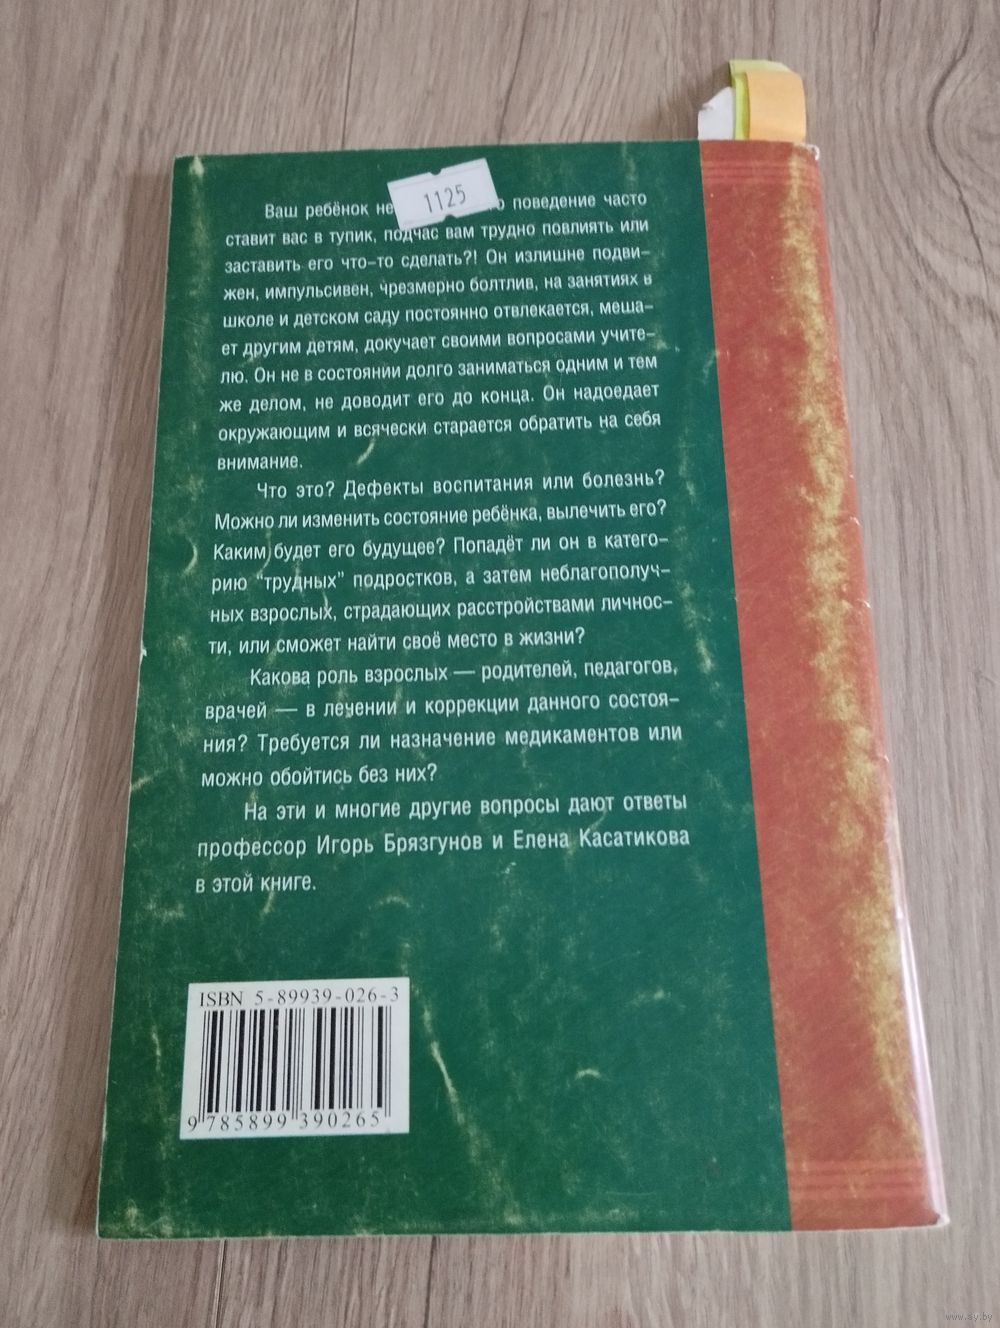 1125
Ваш ребёнок не поведение часто
ставит вас в тупик, подчас вам трудно повлиять или
заставить его что-то сделать?! Он излишне подви-
жен, импульсивен, чрезмерно болтлив, на занятиях в
школе и детском саду постоянно отвлекается, меша-
ет другим детям, докучает своими вопросами учите-
лю. Он не в состоянии долго заниматься одним и тем
же делом, не доводит его до конца. Он надоедает
окружающим и всячески старается обратить на себя
внимание.
Что это? Дефекты воспитания или болезнь?
Можно ли изменить состояние ребёнка, вылечить его?
Каким будет его будущее? Попадёт ли он в катего-
рию "трудных" подростков, а затем неблагополуч-
ных взрослых, страдающих расстройствами личнос-
ти, или сможет найти своё место в жизни?
Какова роль взрослых — родителей, педагогов,
врачей — в лечении и коррекции данного состоя-
ния? Требуется ли назначение медикаментов или
можно обойтись без них?
На эти и многие другие вопросы дают ответы
профессор Игорь Брязгунов и Елена Касатикова
в этой книге.
ISBN 5-89939-026-3
9 785899 390265
www.ay.by